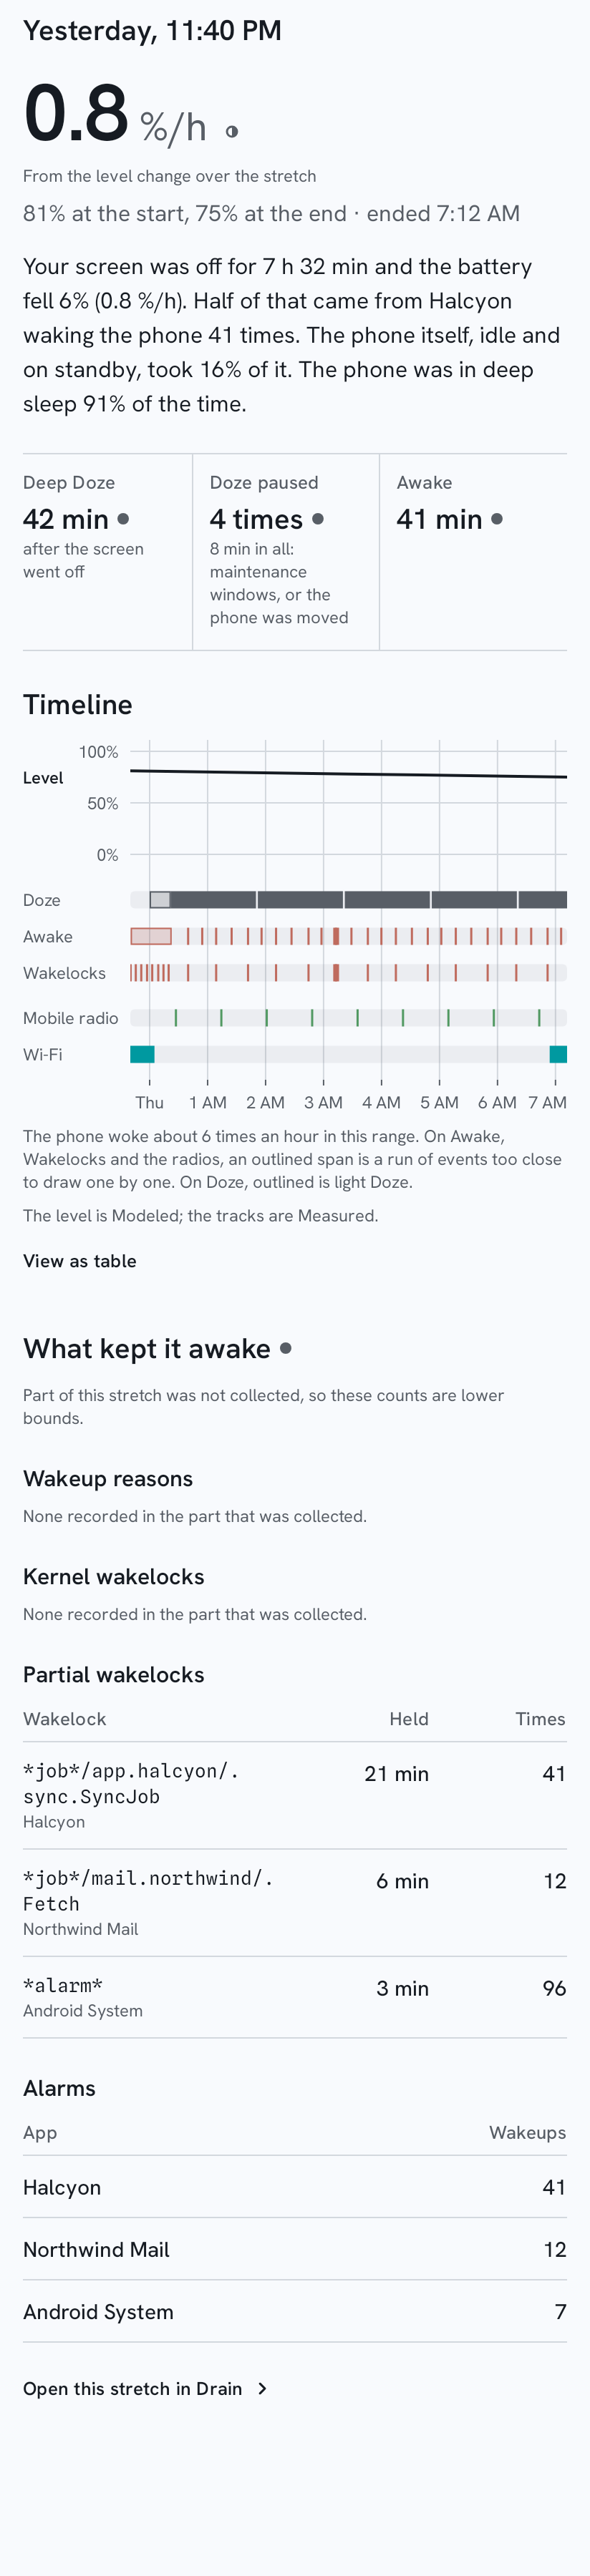 Yesterday, 11:40 PM
0.8 %/h
From the level change over the stretch
81% at the start, 75% at the end · ended 7:12 AM
Your screen was off for 7 h 32 min and the battery
fell 6% (0.8 %/h). Half of that came from Halcyon
waking the phone 41 times. The phone itself, idle and
on standby, took 16% of it. The phone was in deep
sleep 91% of the time.
Deep Doze
42 min
after the screen
went off
Doze paused
4 times
8 min in all:
maintenance
windows, or the
phone was moved
Awake
41 min
Timeline
100%
Level
50%
0%
Doze
Awake
Wakelocks
Mobile radio
Wi-Fi
Thu 1 AM 2 AM 3 AM 4 AM 5 AM 6 AM 7 AM
The phone woke about 6 times an hour in this range. On Awake,
Wakelocks and the radios, an outlined span is a run of events too close
to draw one by one. On Doze, outlined is light Doze.
The level is Modeled; the tracks are Measured.
View as table
What kept it awake
Part of this stretch was not collected, so these counts are lower
bounds.
Wakeup reasons
None recorded in the part that was collected.
Kernel wakelocks
None recorded in the part that was collected.
Partial wakelocks
Wakelock Held Times
*job*/app.halcyon/.
sync.SyncJob
Halcyon
21 min 41
*job*/mail.northwind/.
Fetch
Northwind Mail
6 min 12
*alarm*
Android System
3 min 96
Alarms
App Wakeups
Halcyon 41
Northwind Mail 12
Android System 7
Open this stretch in Drain